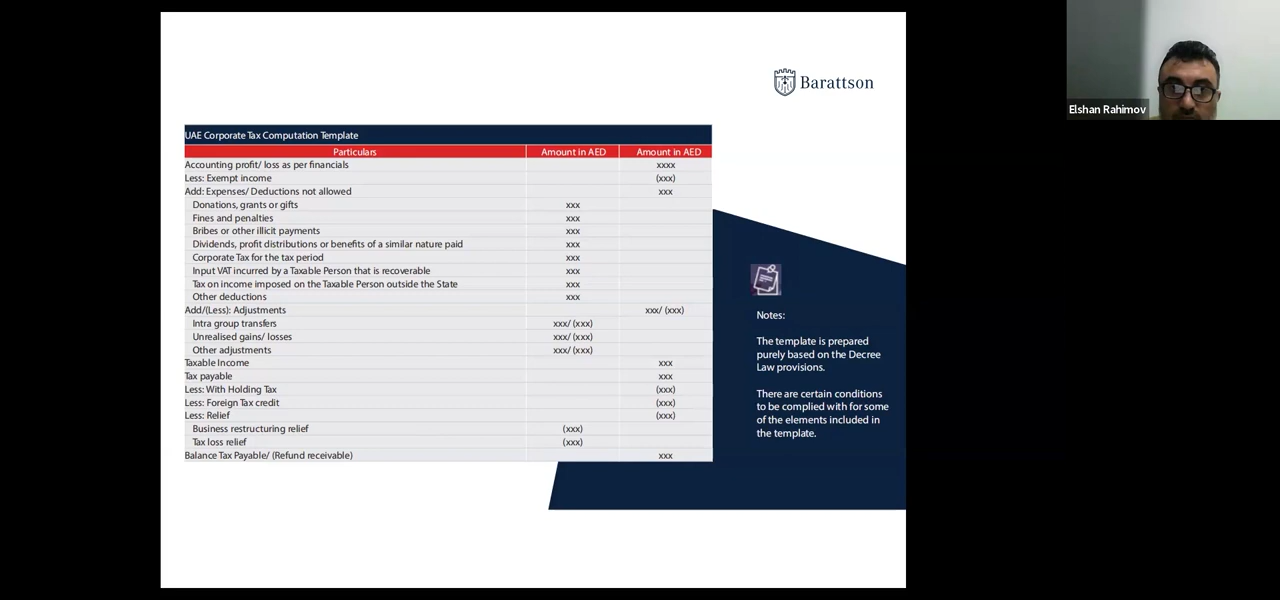 Barattson
Elshan Rahimov
UAE Corporate Tax Computation Template
Particulars Amount in AED Amount in AED
Accounting profit/ loss as per financials xxxx
Less: Exempt income (xxx)
Add: Expenses/ Deductions not allowed xxx
Donations, grants or gifts xxx
Fines and penalties xxx
Bribes or other illicit payments xxx
Dividends, profit distributions or benefits of a similar nature paid xxx
Corporate Tax for the tax period xxx
Input VAT incurred by a Taxable Person that is recoverable xxx
Tax on income imposed on the Taxable Person outside the State xxx
Other deductions xxx
Add/(Less): Adjustments xxx/ (xxx)
Intra group transfers xxx/ (xxx)
Unrealised gains/ losses xxx/ (xxx)
Other adjustments xxx/ (xxx)
Taxable Income xxx
Tax payable xxx
Less: With Holding Tax (xxx)
Less: Foreign Tax credit (xxx)
Less: Relief (xxx)
Business restructuring relief (xxx)
Tax loss relief (xxx)
Balance Tax Payable/ (Refund receivable) xxx
Notes:
The template is prepared
purely based on the Decree
Law provisions.
There are certain conditions
to be complied with for some
of the elements included in
the template.